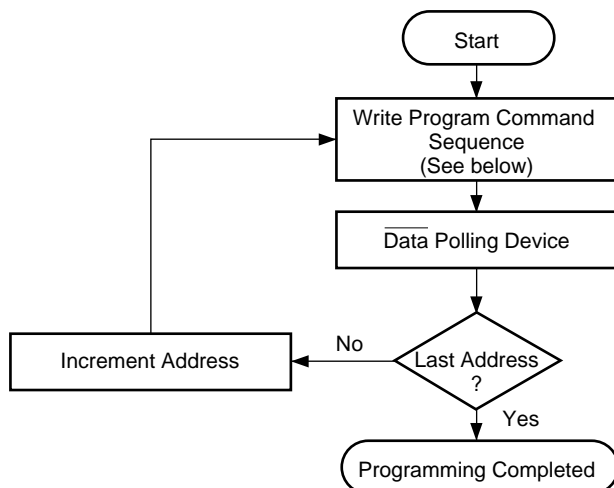 Start
Write Program Command
Sequence
(See below)
Data Polling Device
No
Increment Address
Last Address
?
Yes
Programming Completed